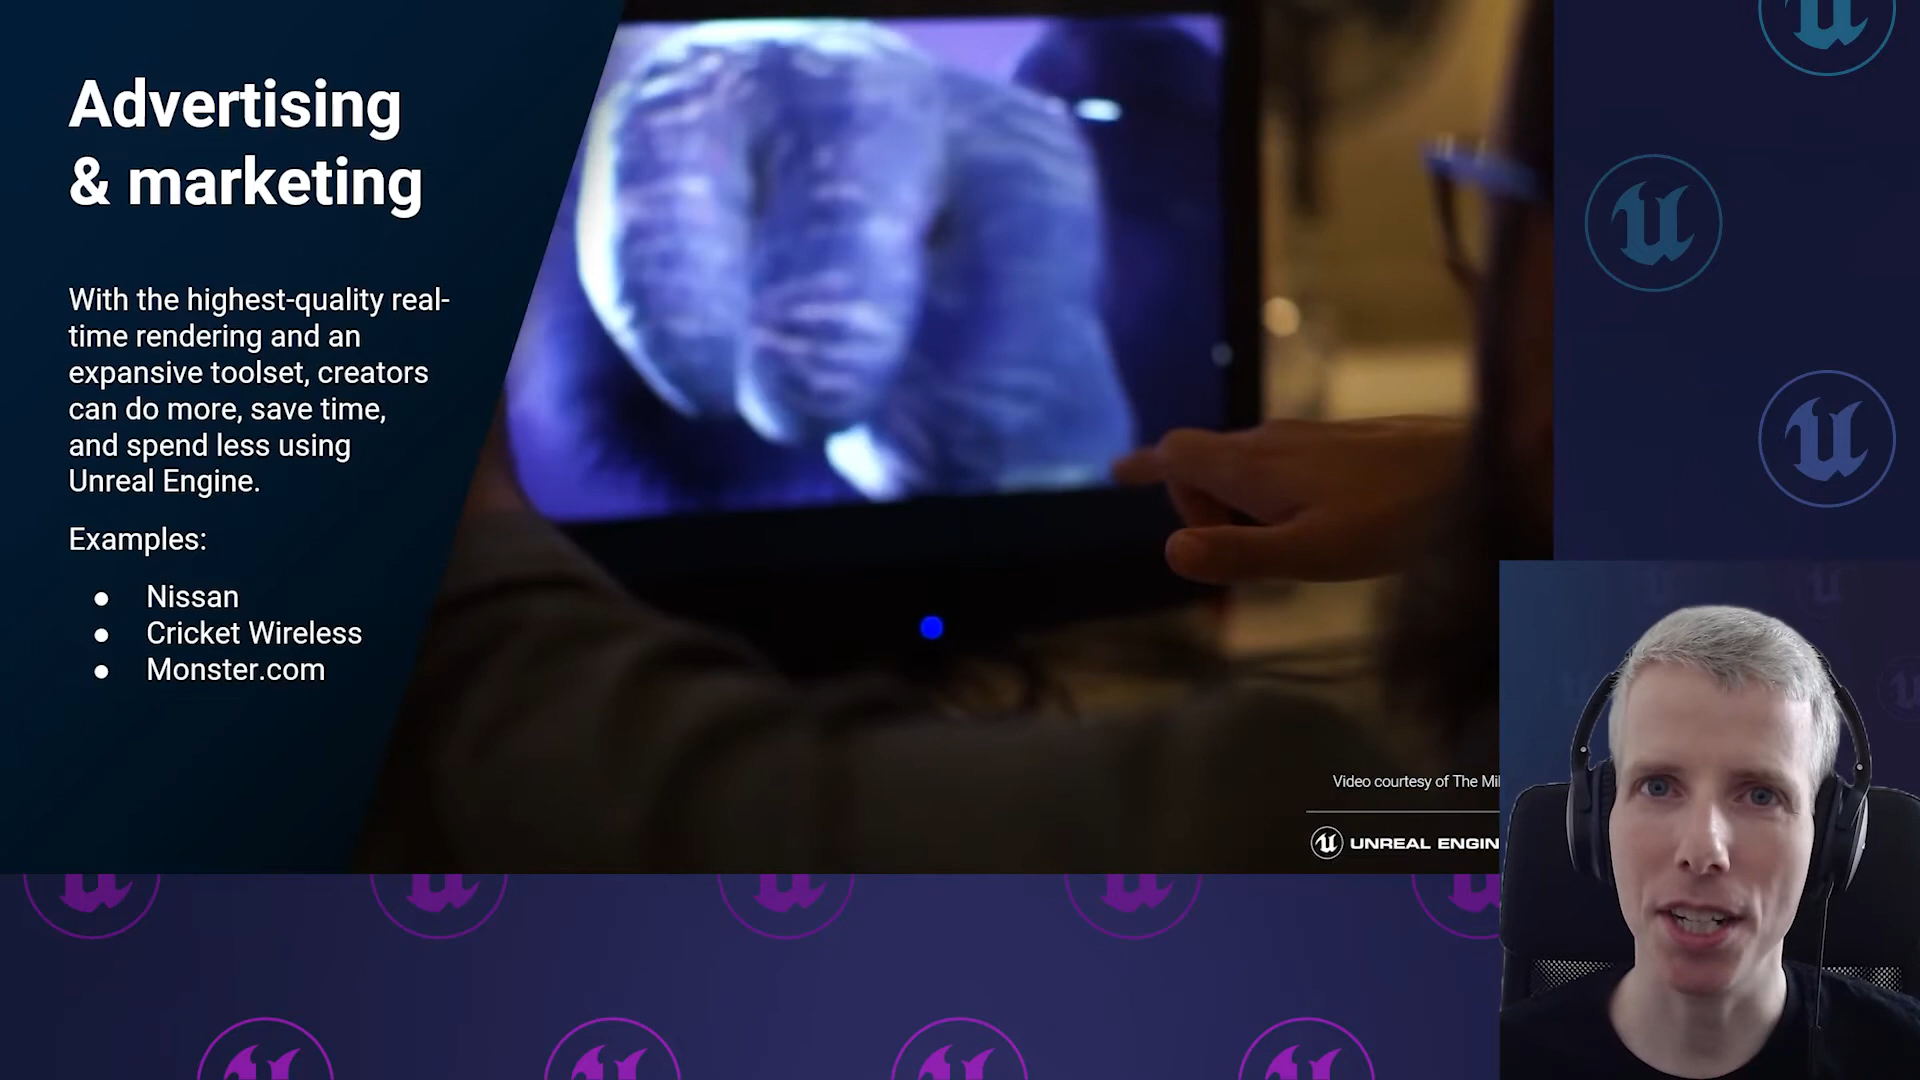 Advertising
& marketing
With the highest-quality real-
time rendering and an
expansive toolset, creators
can do more, save time,
and spend less using
Unreal Engine.
Examples:
● Nissan
● Cricket Wireless
● Monster.com
Video courtesy of The Mil
UNREAL ENGIN